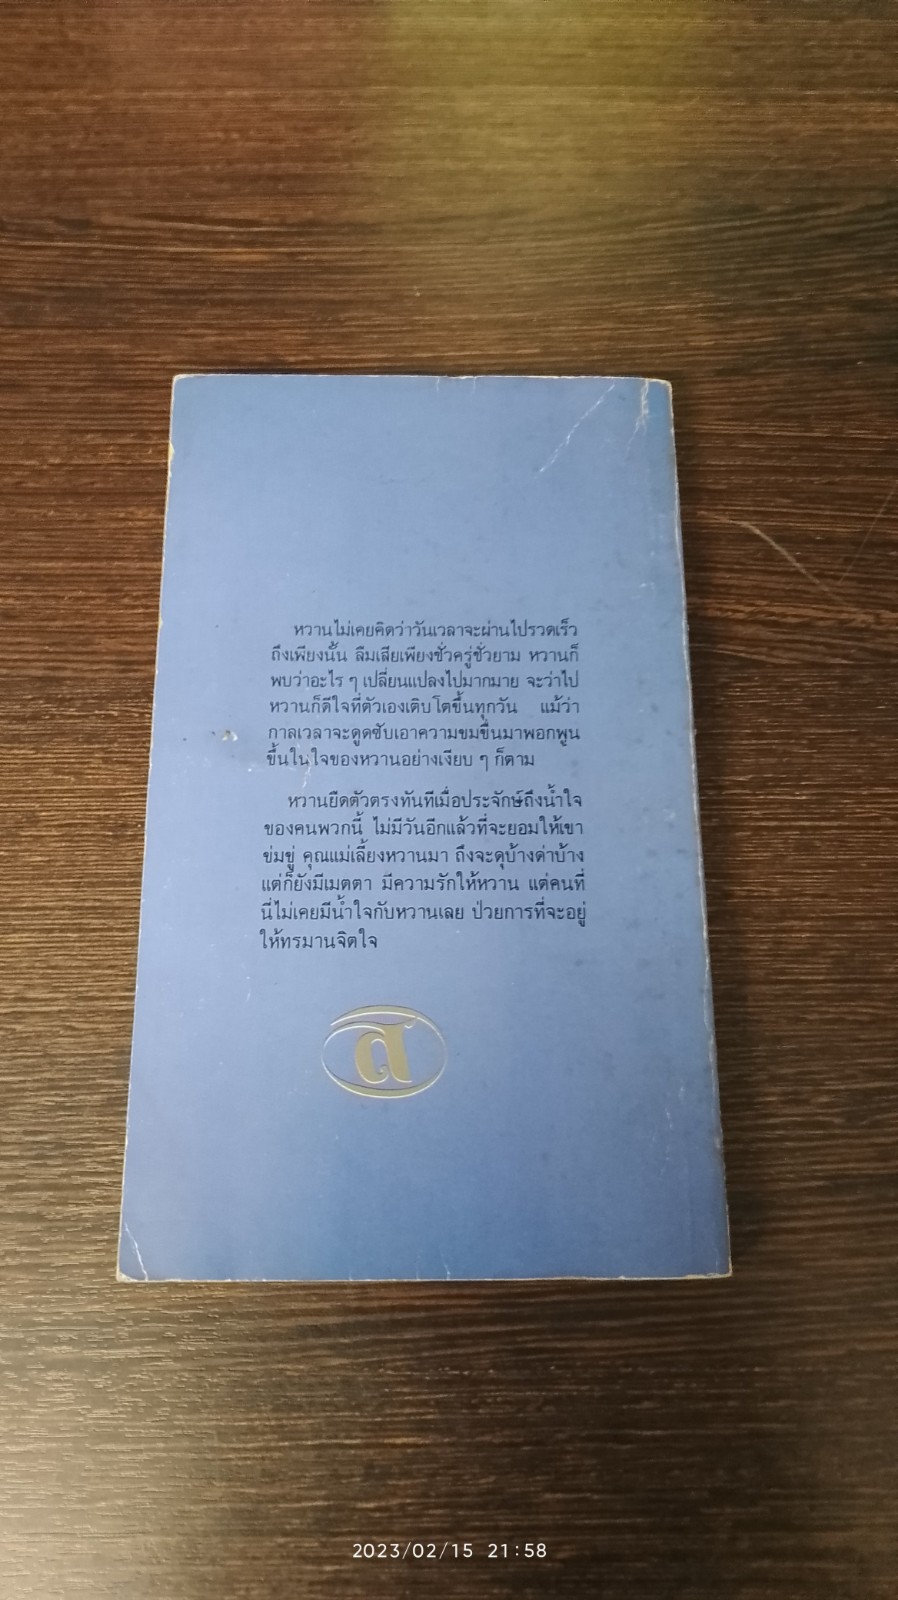 หวานไม่เคยคิดว่าวันเวลาจะผ่านไปรวดเร็ว
ถึงเพียงนั้น ลืมเสียเพียงชั่วครู่ชั่วยาม หวานก็
พบว่าอะไร ๆ เปลี่ยนแปลงไปมากมาย จะว่าไป
หวานก็ดีใจที่ตัวเองเติบโตขึ้นทุกวัน แม้ว่า
กาลเวลาจะดูดซับเอาความขมขื่นมาพอกพูน
ขึ้นในใจของหวานอย่างเงียบ ๆ ก็ตาม
หวานยืดตัวตรงทันทีเมื่อประจักษ์ถึงน้ำใจ
ของคนพวกนี้ ไม่มีวันอีกแล้วที่จะยอมให้เขา
ข่มขู่ คุณแม่เลี้ยงหวานมา ถึงจะดุบ้างด่าบ้าง
แต่ก็ยังมีเมตตา มีความรักให้หวาน แต่คนที่
นี่ไม่เคยมีน้ำใจกับหวานเลย ป่วยการที่จะอยู่
ให้ทรมานจิตใจ
ส
2023/02/15 21:58